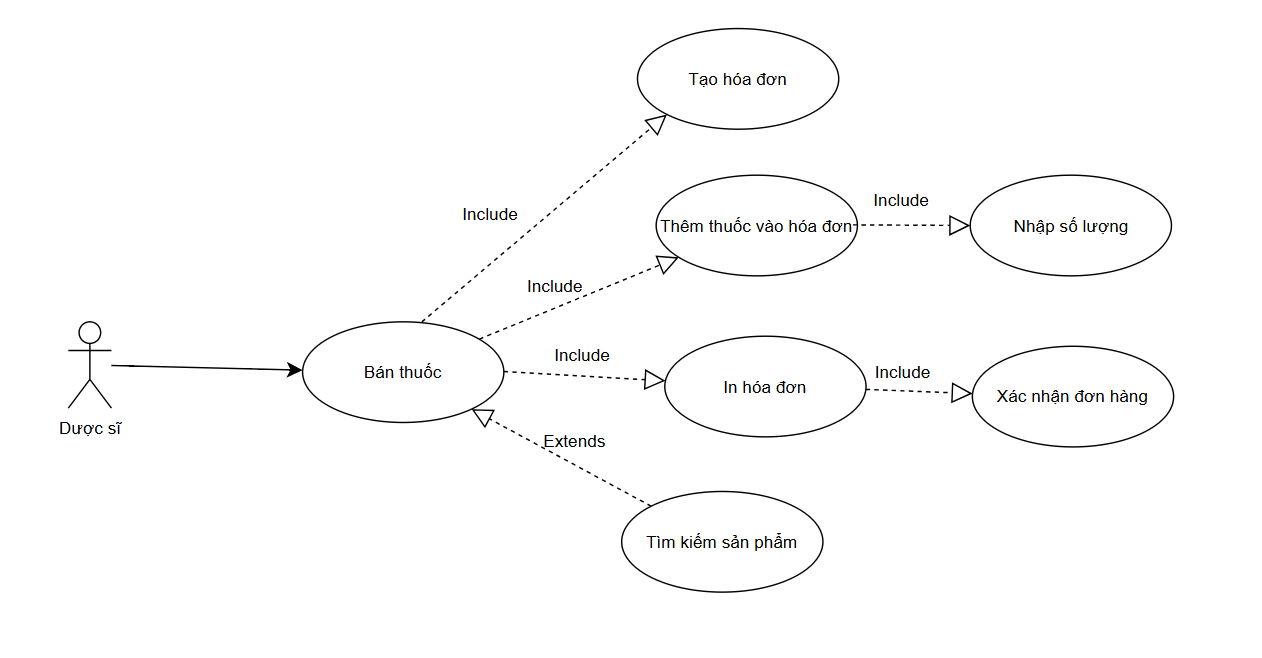 Tạo hóa đơn
Include
Thêm thuốc vào hóa đơn
Include
Nhập số lượng
Include
Dược sĩ
Bán thuốc
Include
In hóa đơn
Include
Xác nhận đơn hàng
Extends
Tìm kiếm sản phẩm